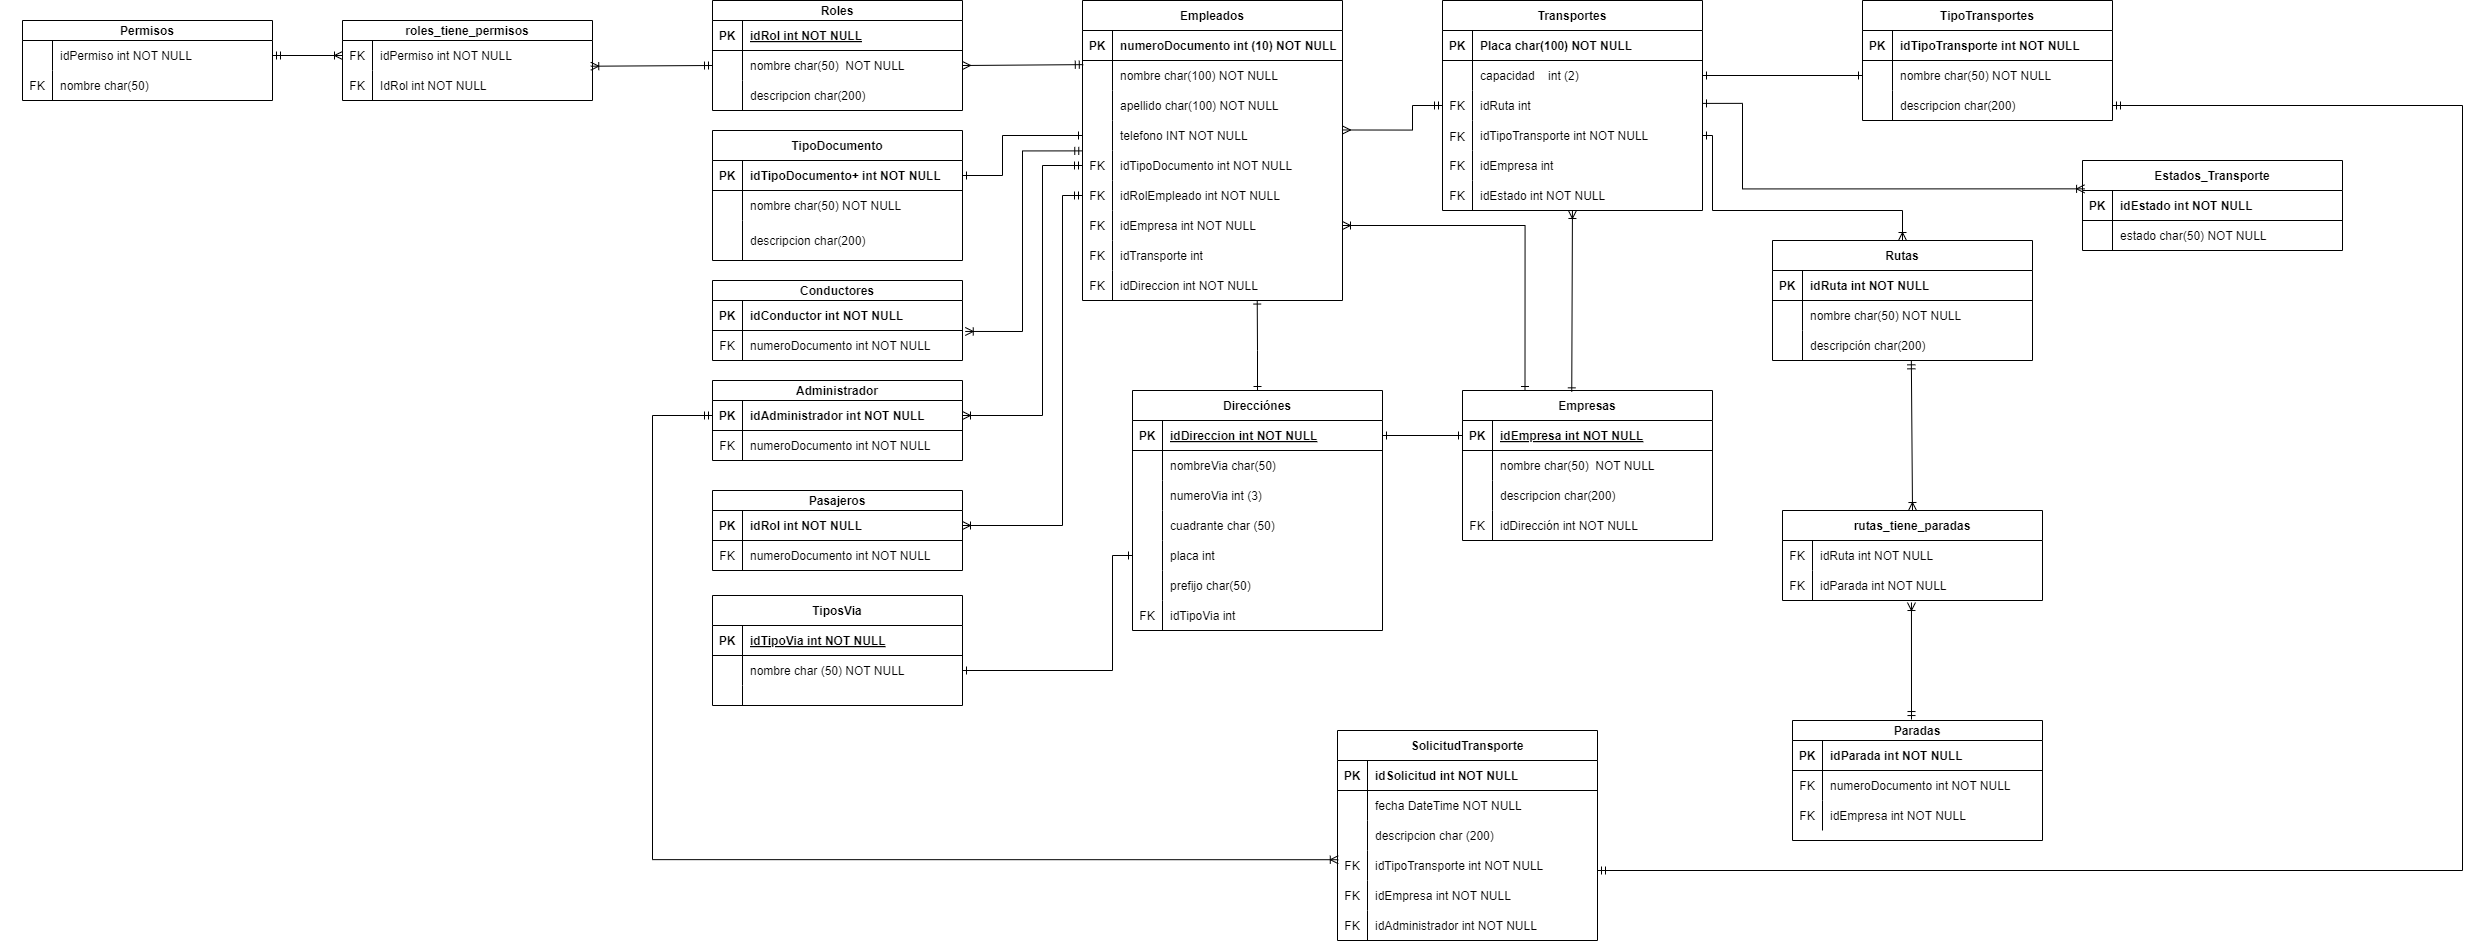 Permisos
idPermiso int NOT NULL
FK nombre char(50)
roles_tiene_permisos
FK idPermiso int NOT NULL
FK IdRol int NOT NULL
Roles
PK idRol int NOT NULL
nombre char(50) NOT NULL
descripcion char(200)
TipoDocumento
PK idTipoDocumento+ int NOT NULL
nombre char(50) NOT NULL
descripcion char(200)
Conductores
PK idConductor int NOT NULL
FK numeroDocumento int NOT NULL
Administrador
PK idAdministrador int NOT NULL
FK numeroDocumento int NOT NULL
Pasajeros
PK idRol int NOT NULL
FK numeroDocumento int NOT NULL
TiposVia
PK idTipoVia int NOT NULL
nombre char (50) NOT NULL
Empleados
PK numeroDocumento int (10) NOT NULL
nombre char(100) NOT NULL
apellido char(100) NOT NULL
telefono INT NOT NULL
FK idTipoDocumento int NOT NULL
FK idRolEmpleado int NOT NULL
FK idEmpresa int NOT NULL
FK idTransporte int
FK idDireccion int NOT NULL
Direcciónes
PK idDireccion int NOT NULL
nombreVia char(50)
numeroVia int (3)
cuadrante char (50)
placa int
prefijo char(50)
FK idTipoVia int
Transportes
PK Placa char(100) NOT NULL
capacidad int (2)
FK idRuta int
FK idTipoTransporte int NOT NULL
FK idEmpresa int
FK idEstado int NOT NULL
Empresas
PK idEmpresa int NOT NULL
nombre char(50) NOT NULL
descripcion char(200)
FK idDirección int NOT NULL
TipoTransportes
PK idTipoTransporte int NOT NULL
nombre char(50) NOT NULL
descripcion char(200)
Estados_Transporte
PK idEstado int NOT NULL
estado char(50) NOT NULL
Rutas
PK idRuta int NOT NULL
nombre char(50) NOT NULL
descripción char(200)
rutas_tiene_paradas
FK idRuta int NOT NULL
FK idParada int NOT NULL
Paradas
PK idParada int NOT NULL
FK numeroDocumento int NOT NULL
FK idEmpresa int NOT NULL
SolicitudTransporte
PK idSolicitud int NOT NULL
fecha DateTime NOT NULL
descripcion char (200)
FK idTipoTransporte int NOT NULL
FK idEmpresa int NOT NULL
FK idAdministrador int NOT NULL